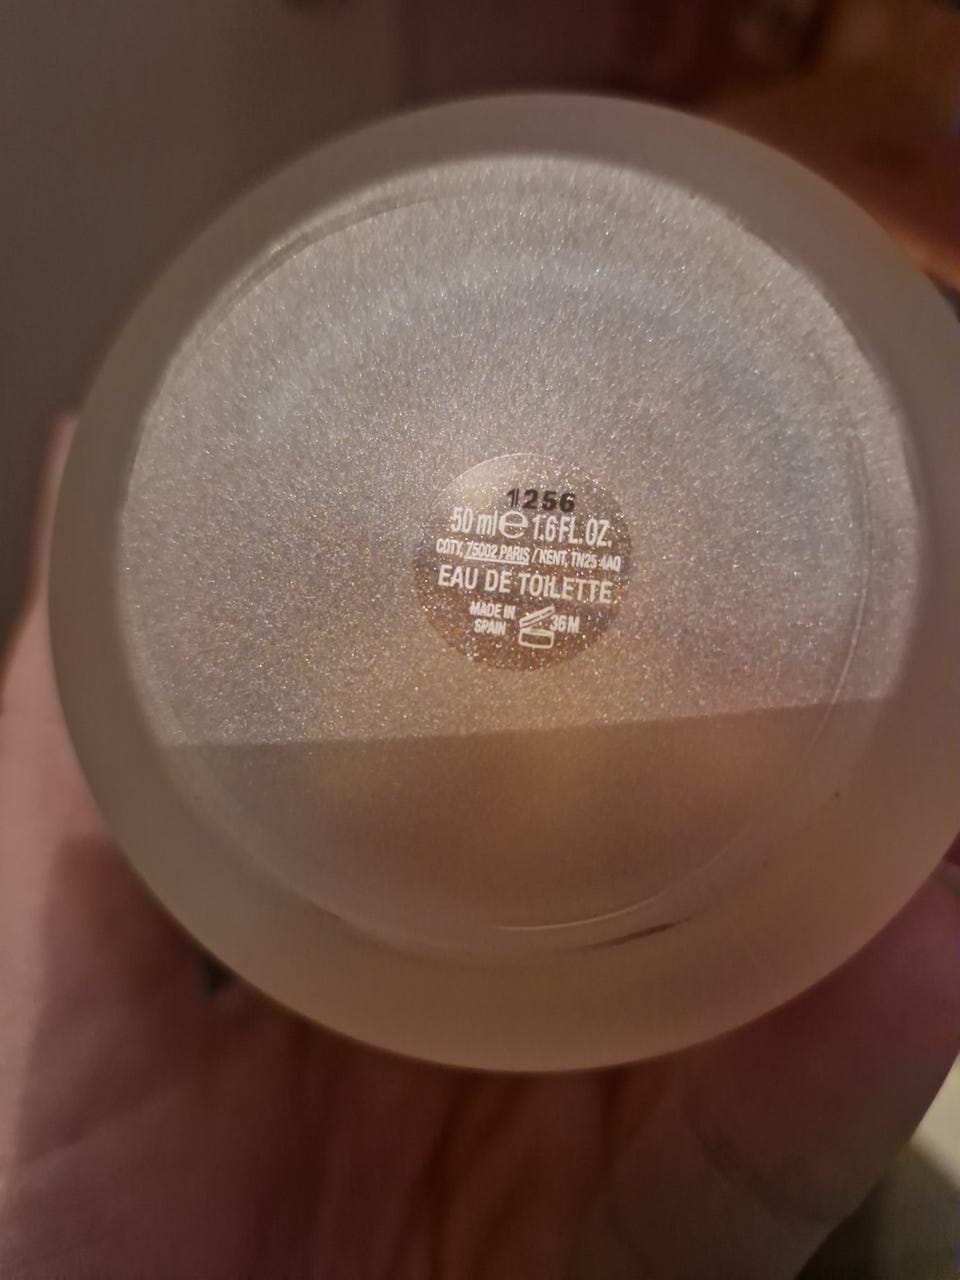 1256
50 ml e 1.6 FL.OZ.
COTY, 75002 PARIS / KENT, TN25 4AQ
EAU DE TOILETTE
MADE IN
SPAIN
36 M